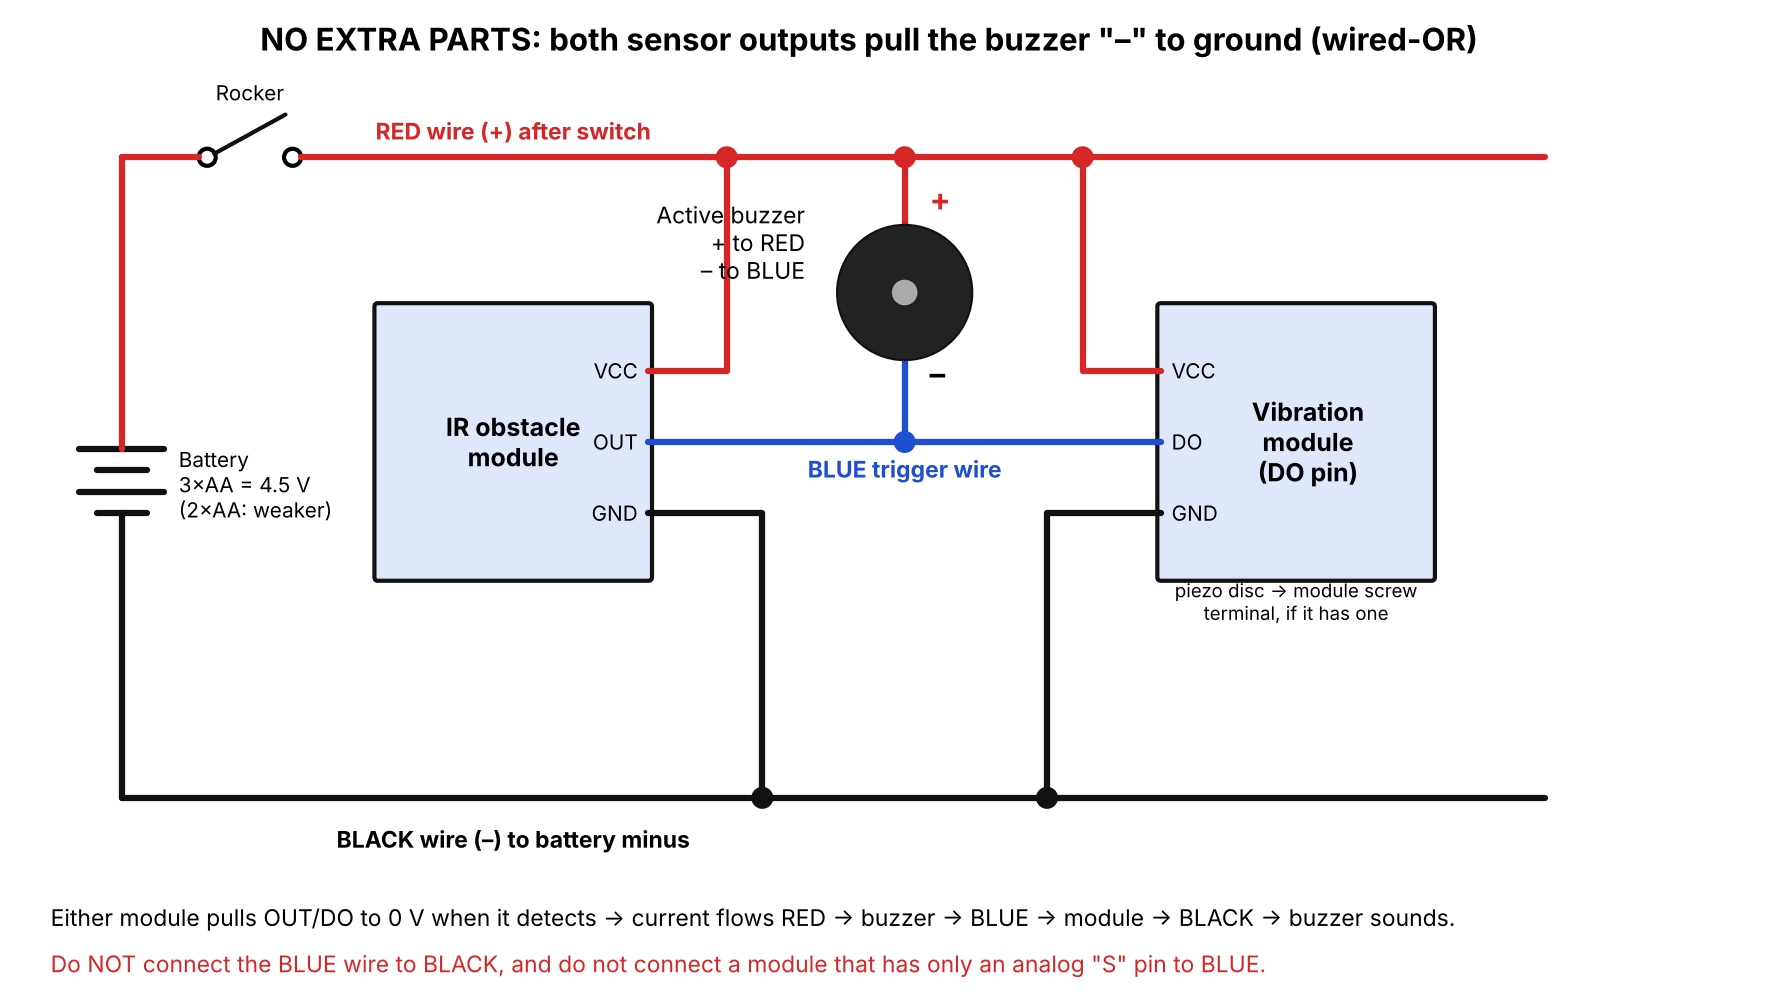 NO EXTRA PARTS: both sensor outputs pull the buzzer "–" to ground (wired-OR)
Rocker
RED wire (+) after switch
+
Active buzzer
+ to RED
– to BLUE
–
VCC
IR obstacle
module
OUT
GND
VCC
Vibration
module
(DO pin)
DO
GND
BLUE trigger wire
Battery
3×AA = 4.5 V
(2×AA: weaker)
piezo disc → module screw
terminal, if it has one
BLACK wire (–) to battery minus
Either module pulls OUT/DO to 0 V when it detects → current flows RED → buzzer → BLUE → module → BLACK → buzzer sounds.
Do NOT connect the BLUE wire to BLACK, and do not connect a module that has only an analog "S" pin to BLUE.